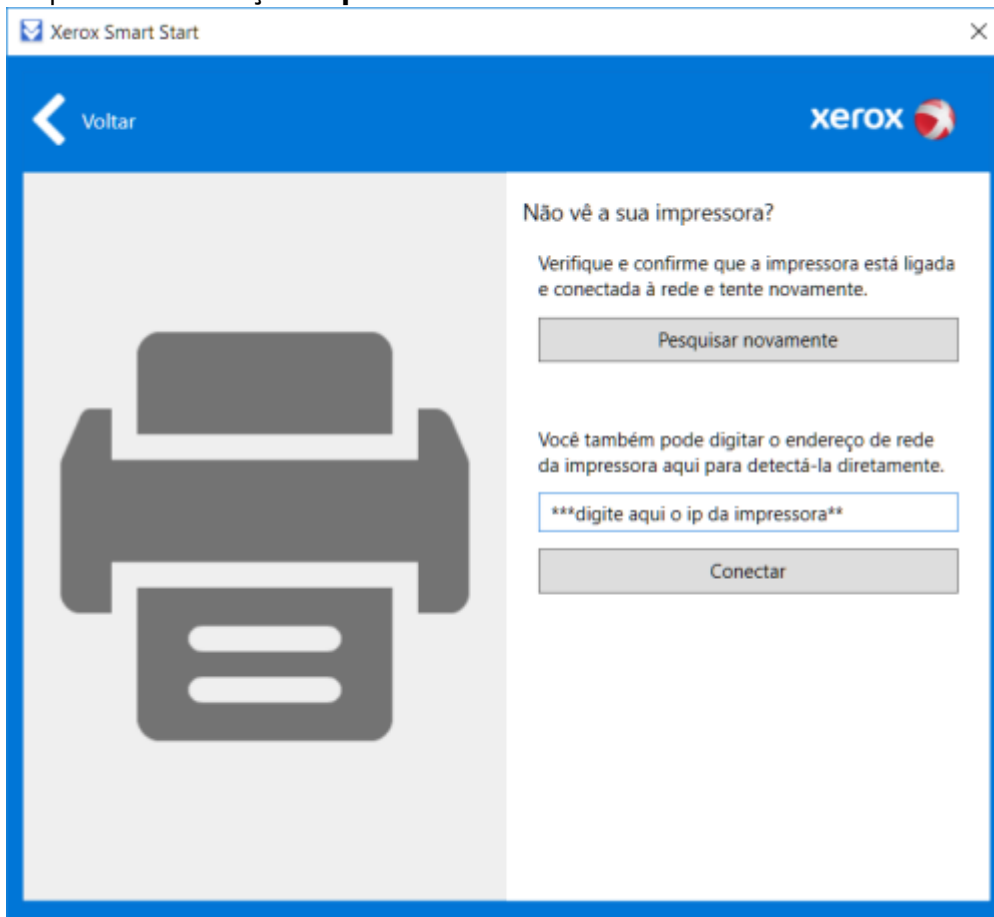 Xerox Smart Start
Voltar
xerox
Não vê a sua impressora?
Verifique e confirme que a impressora está ligada
e conectada à rede e tente novamente.
Pesquisar novamente
Você também pode digitar o endereço de rede
da impressora aqui para detectá-la diretamente.
***digite aqui o ip da impressora**
Conectar